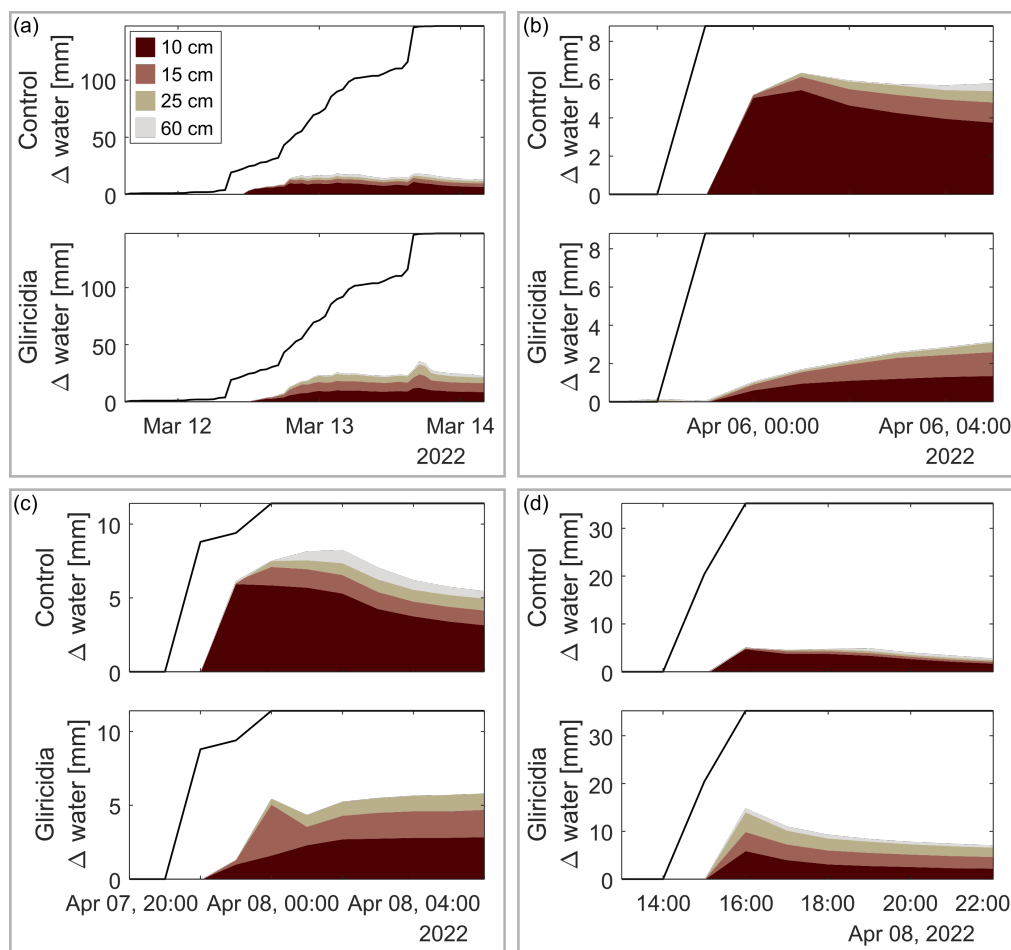 (a)
Control
Δ water [mm]
100
50
0
10 cm
15 cm
25 cm
60 cm
Gliricidia
Δ water [mm]
100
50
0
Mar 12
Mar 13
Mar 14
2022
(b)
Control
Δ water [mm]
8
6
4
2
0
Gliricidia
Δ water [mm]
8
6
4
2
0
Apr 06, 00:00
Apr 06, 04:00
2022
(c)
Control
Δ water [mm]
10
5
0
Gliricidia
Δ water [mm]
10
5
0
Apr 07, 20:00
Apr 08, 00:00
Apr 08, 04:00
2022
(d)
Control
Δ water [mm]
30
20
10
0
Gliricidia
Δ water [mm]
30
20
10
0
14:00
16:00
18:00
20:00
22:00
Apr 08, 2022